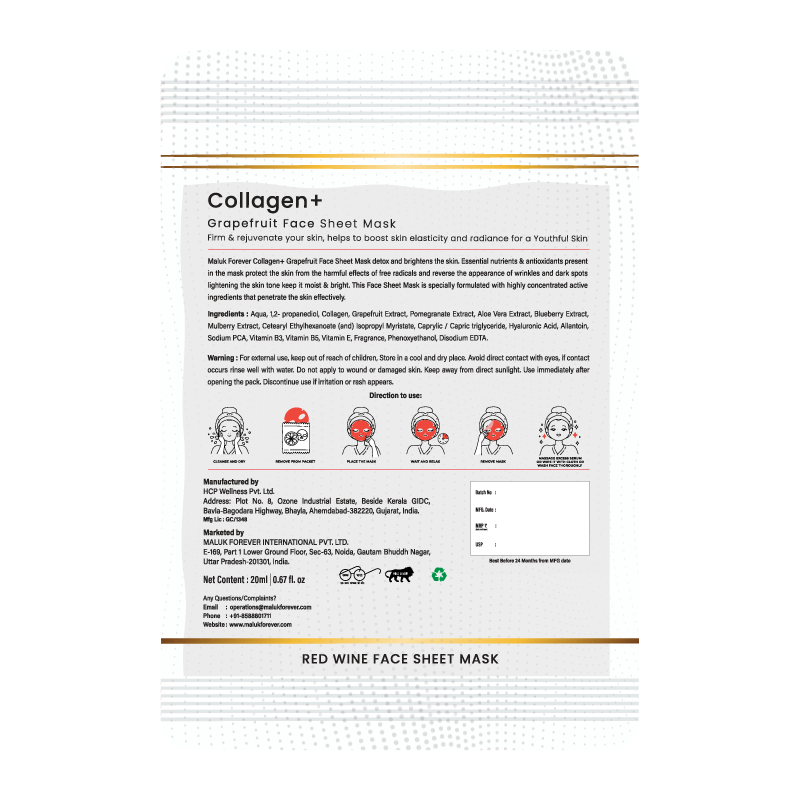 Collagen+
Grapefruit Face Sheet Mask
Firm & rejuvenate your skin, helps to boost skin elasticity and radiance for a Youthful Skin
Maluk Forever Collagen+ Grapefruit Face Sheet Mask detox and brightens the skin. Essential nutrients & antioxidants present
in the mask protect the skin from the harmful effects of free radicals and reverse the appearance of wrinkles and dark spots
lightening the skin tone keep it moist & bright. This Face Sheet Mask is specially formulated with highly concentrated active
ingredients that penetrate the skin effectively.
Ingredients : Aqua, 1,2- propanediol, Collagen, Grapefruit Extract, Pomegranate Extract, Aloe Vera Extract, Blueberry Extract,
Mulberry Extract, Cetearyl Ethylhexanoate (and) Isopropyl Myristate, Caprylic / Capric triglyceride, Hyaluronic Acid, Allantoin,
Sodium PCA, Vitamin B3, Vitamin B5, Vitamin E, Fragrance, Phenoxyethanol, Disodium EDTA.
Warning : For external use, keep out of reach of children, Store in a cool and dry place. Avoid direct contact with eyes, if contact
occurs rinse well with water. Do not apply to wound or damaged skin. Keep away from direct sunlight. Use immediately after
opening the pack. Discontinue use if irritation or rash appears.
Direction to use:
CLEANSE AND DRY
REMOVE FROM PACKET
PLACE THE MASK
WAIT AND RELAX
REMOVE MASK
MASSAGE EXCESS SERUM
OR WIPE IT WITH CLOTH OR
WASH FACE THOROUGHLY
Manufactured by
HCP Wellness Pvt. Ltd.
Address: Plot No. 8, Ozone Industrial Estate, Beside Kerala GIDC,
Bavla-Bagodara Highway, Bhayla, Ahemdabad-382220, Gujarat, India.
Mfg Lic : GC/1348
Marketed by
MALUK FOREVER INTERNATIONAL PVT. LTD.
E-169, Part 1 Lower Ground Floor, Sec-63, Noida, Gautam Bhuddh Nagar,
Uttar Pradesh-201301, India.
Net Content : 20ml | 0.67 fl. oz
Any Questions/Complaints?
Email : operations@malukforever.com
Phone : +91-8588801711
Website : www.malukforever.com
Batch No :
MFG. Date :
MRP ₹ :
USP :
Best Before 24 Months from MFG date
RED WINE FACE SHEET MASK